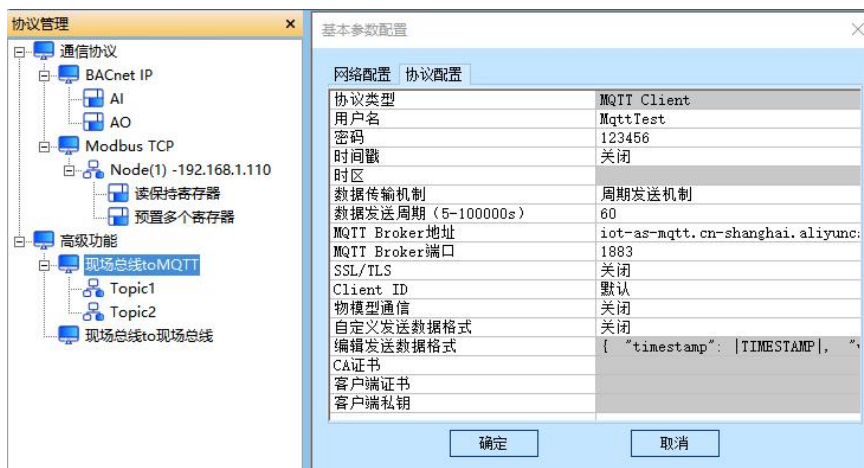 协议管理
×
通信协议
BACnet IP
AI
AO
Modbus TCP
Node(1) -192.168.1.110
读保持寄存器
预置多个寄存器
高级功能
现场总线toMQTT
Topic1
Topic2
现场总线to现场总线
基本参数配置
网络配置 协议配置
协议类型 MQTT Client
用户名 MqttTest
密码 123456
时间戳 关闭
时区
数据传输机制 周期发送机制
数据发送周期(5-100000s) 60
MQTT Broker地址 iot-as-mqtt.cn-shanghai.aliyunc
MQTT Broker端口 1883
SSL/TLS 关闭
Client ID 默认
物模型通信 关闭
自定义发送数据格式 关闭
编辑发送数据格式 { "timestamp": |TIMESTAMP|, "
CA证书
客户端证书
客户端私钥
确定 取消